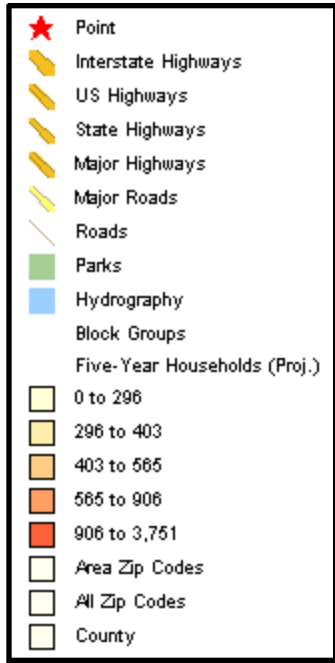 Point
Interstate Highways
US Highways
State Highways
Major Highways
Major Roads
Roads
Parks
Hydrography
Block Groups
Five-Year Households (Proj.)
0 to 296
296 to 403
403 to 565
565 to 906
906 to 3,751
Area Zip Codes
All Zip Codes
County